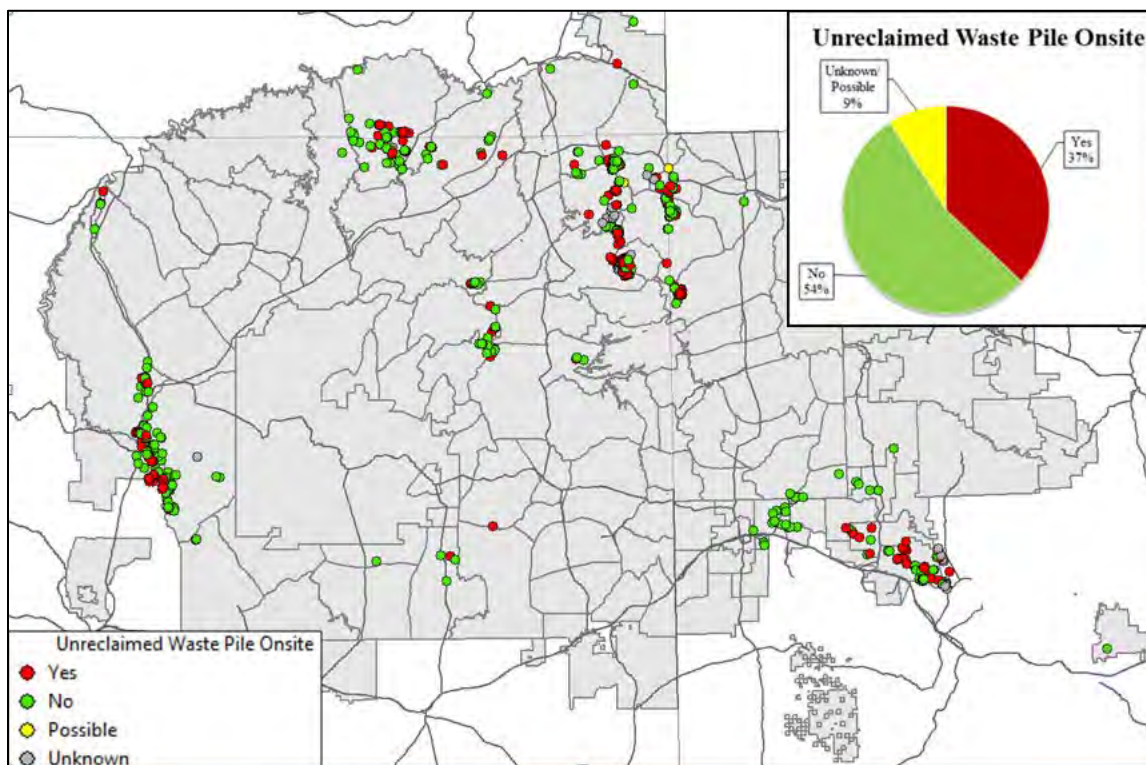 Unreclaimed Waste Pile Onsite
Unknown/
Possible
9%
Yes
37%
No
54%
Unreclaimed Waste Pile Onsite
Yes
No
Possible
Unknown